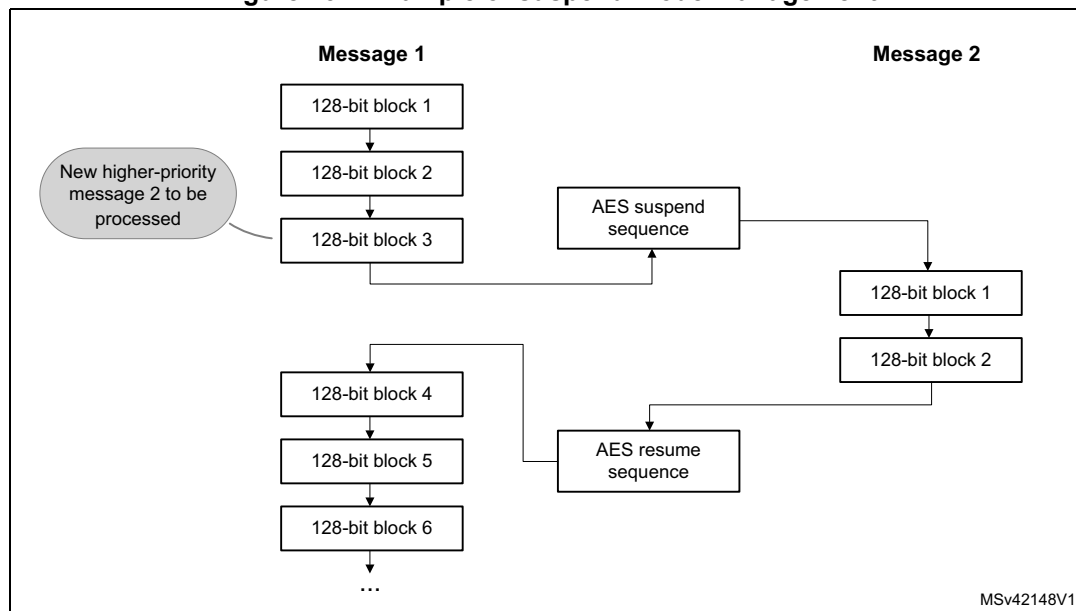 Message 1
Message 2
128-bit block 1
128-bit block 2
New higher-priority
message 2 to be
processed
128-bit block 3
AES suspend
sequence
128-bit block 1
128-bit block 2
128-bit block 4
AES resume
sequence
128-bit block 5
128-bit block 6
...
MSv42148V1